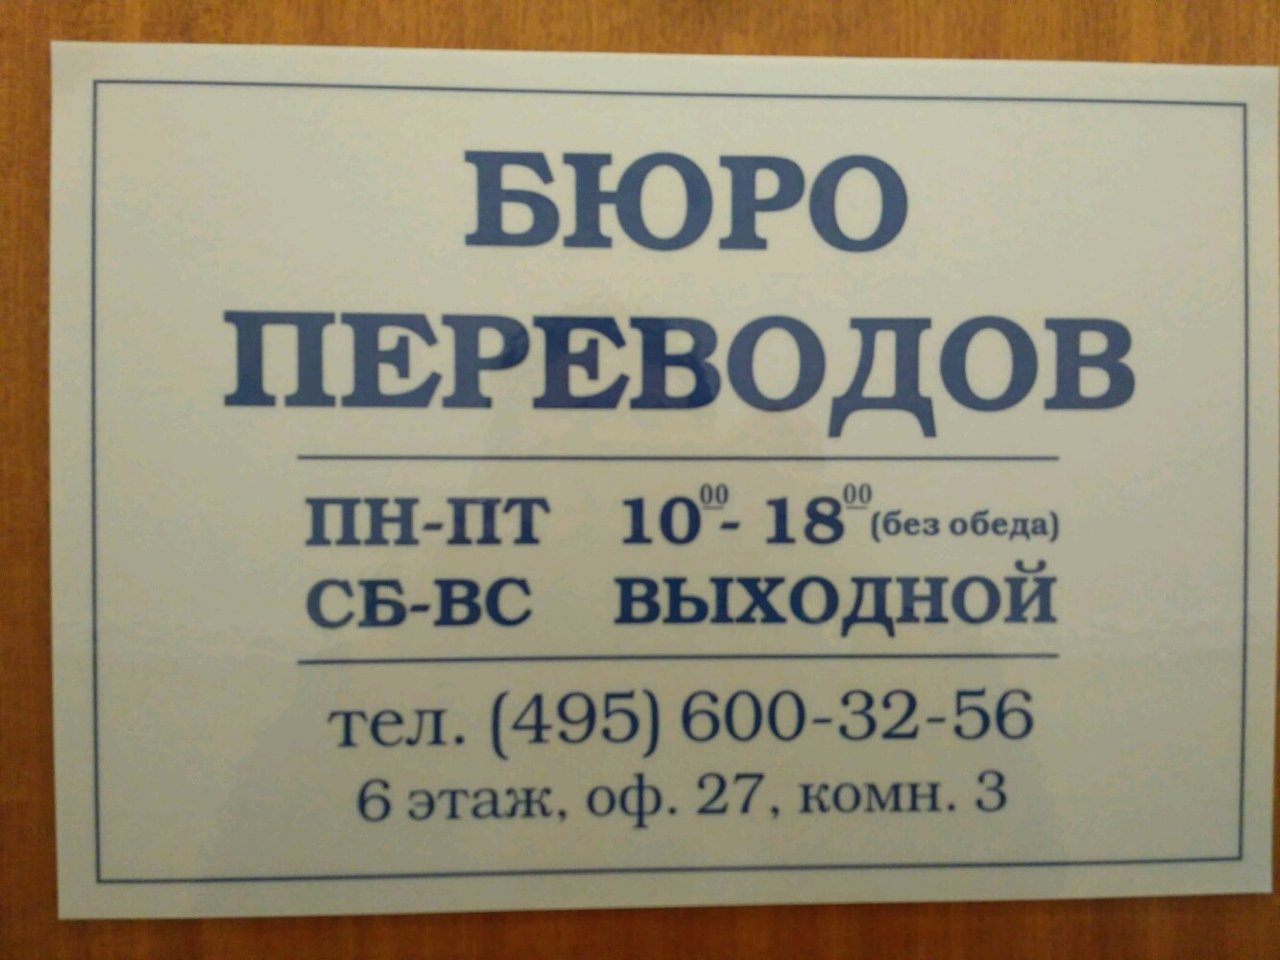 БЮРО
ПЕРЕВОДОВ
ПН-ПТ 10⁰⁰- 18⁰⁰ (без обеда)
СБ-ВС ВЫХОДНОЙ
тел. (495) 600-32-56
6 этаж, оф. 27, комн. 3